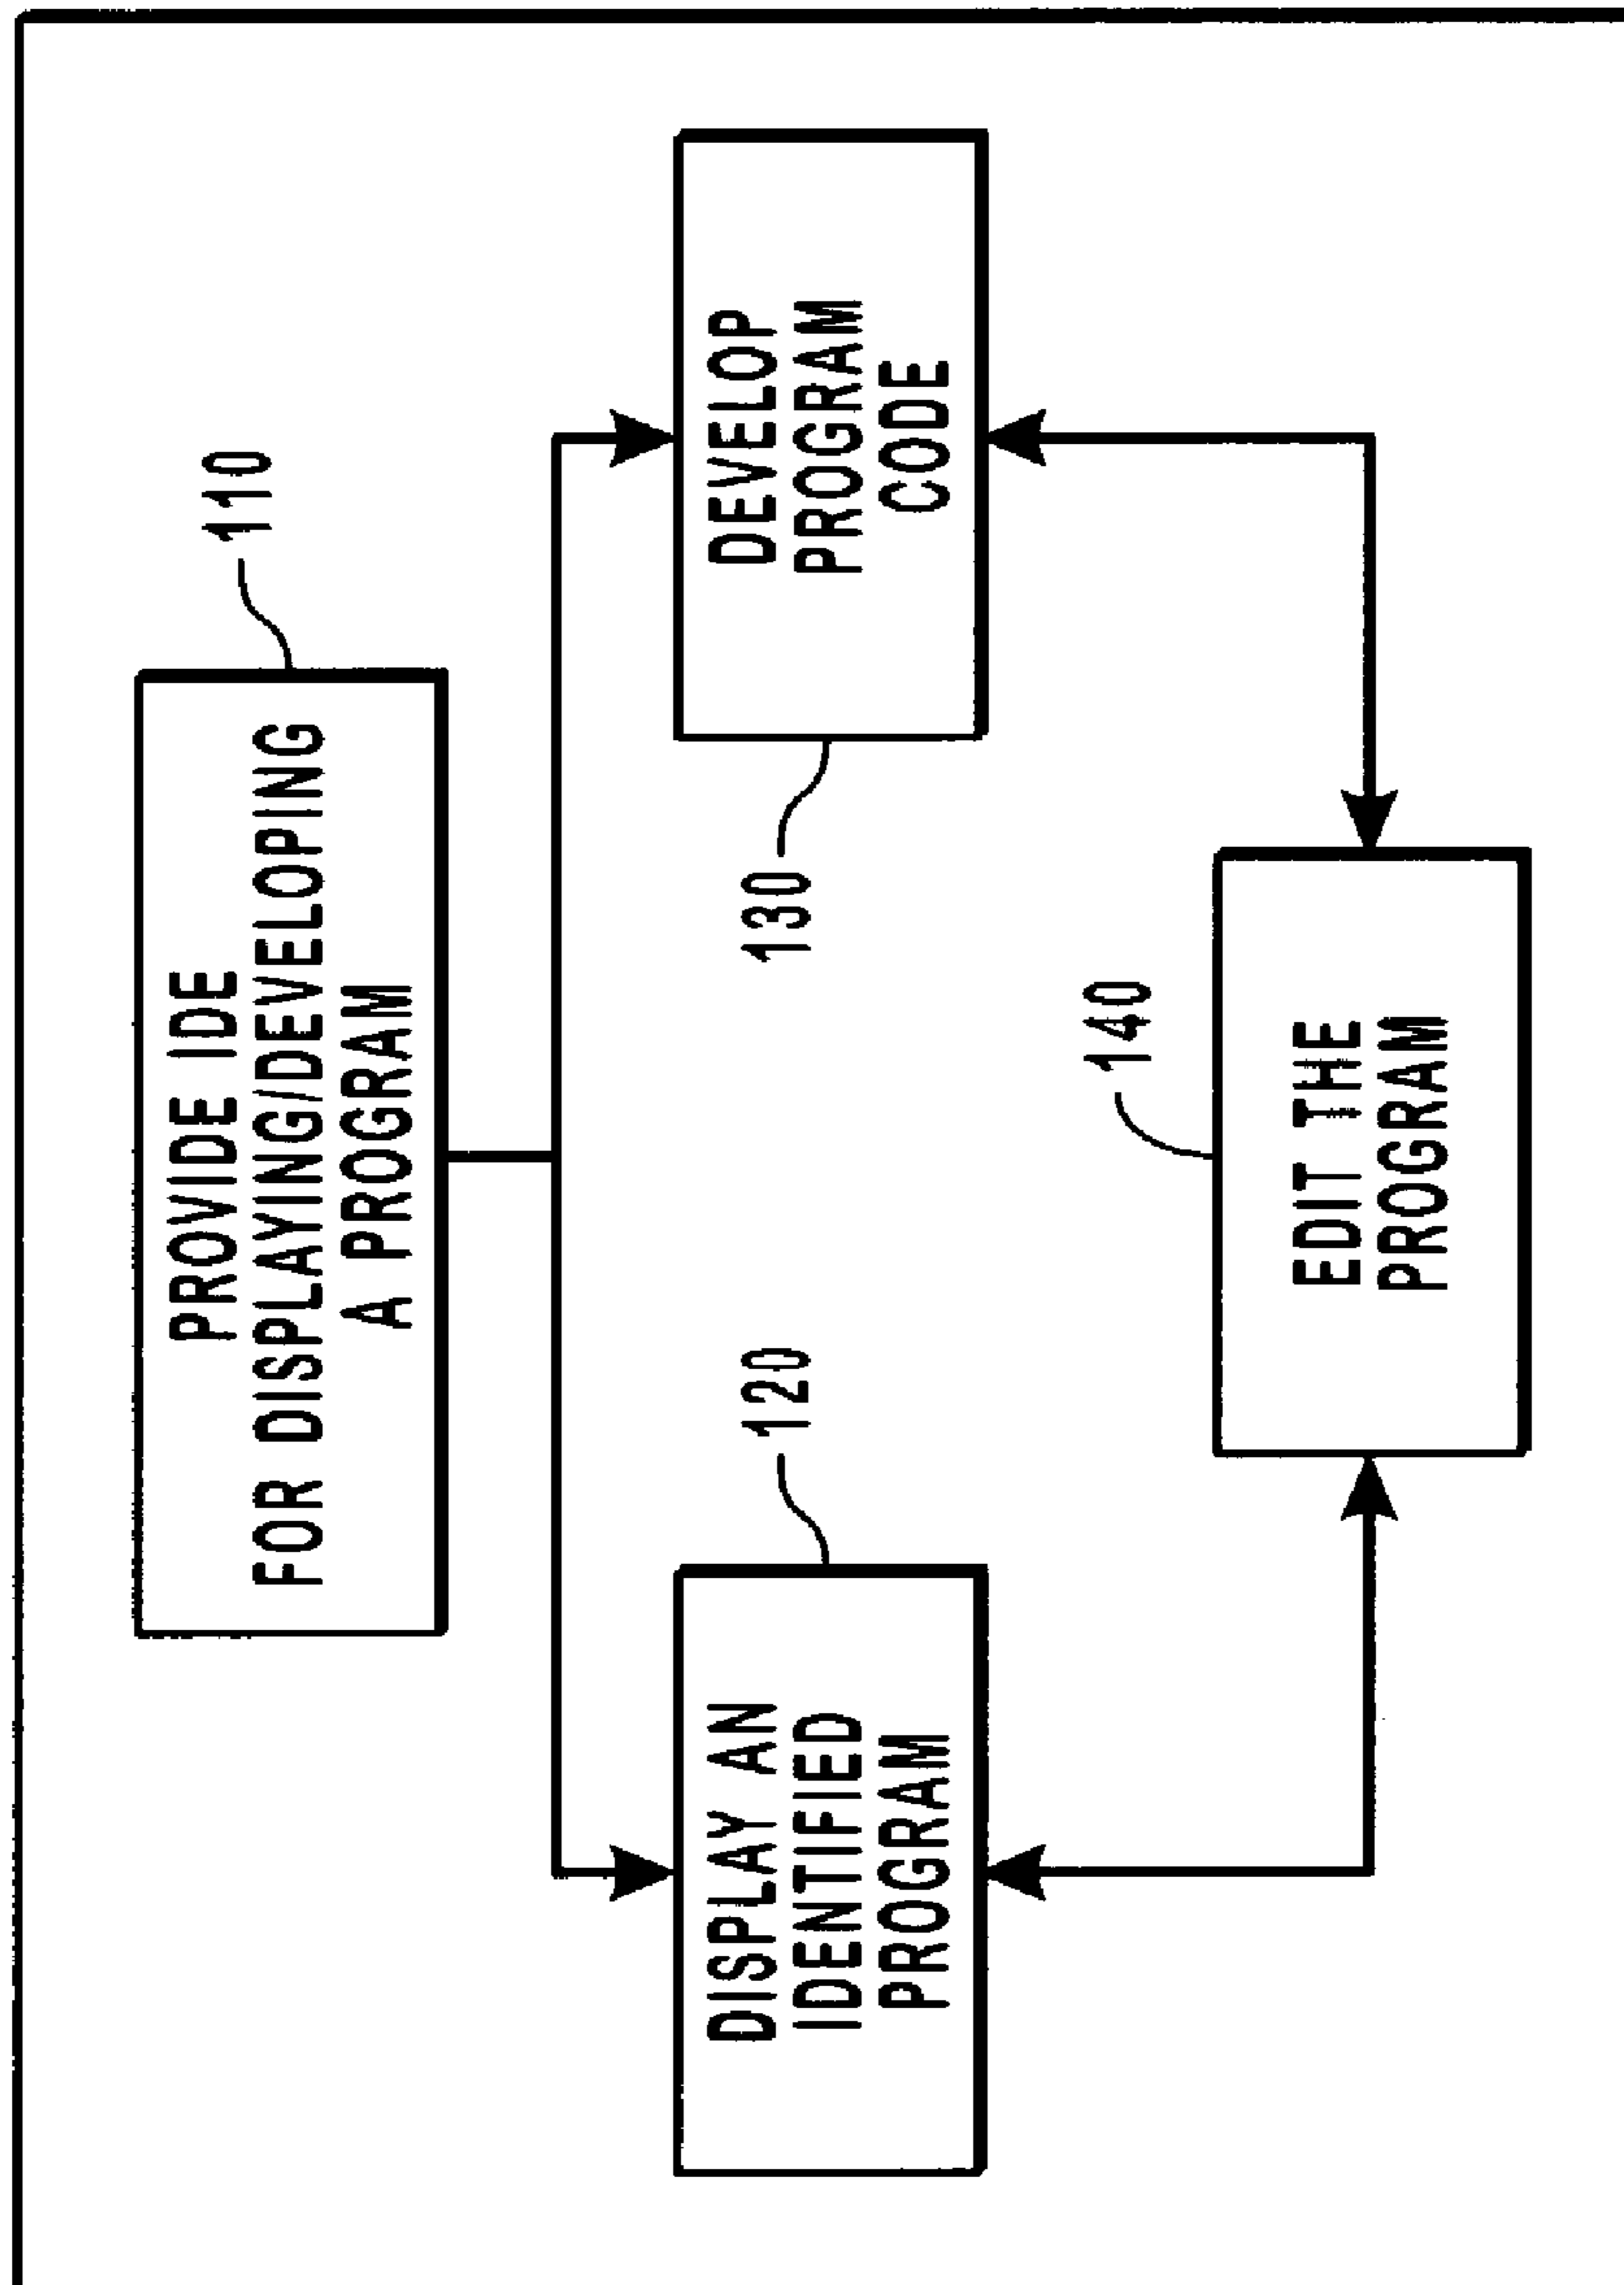 PROVIDE IDE
FOR DISPLAYING/DEVELOPING
A PROGRAM
110
DISPLAY AN
IDENTIFIED
PROGRAM
120
DEVELOP
PROGRAM
CODE
130
EDIT THE
PROGRAM
140